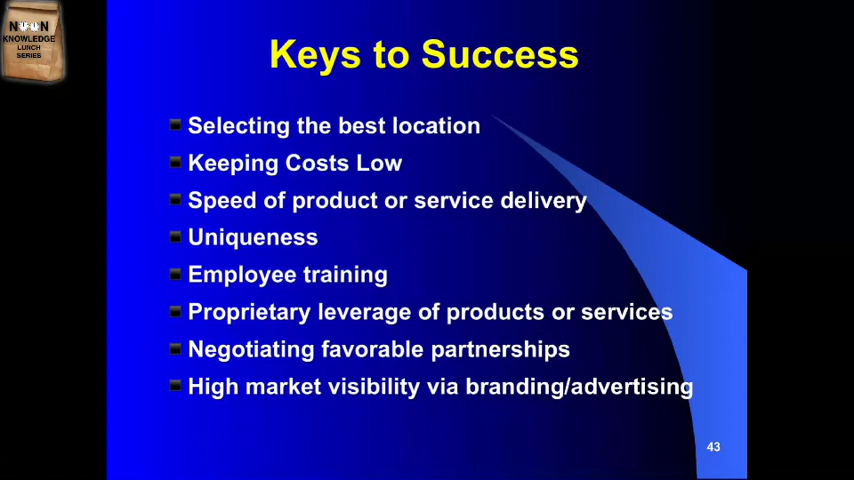 NOON
KNOWLEDGE
LUNCH
SERIES
Keys to Success
Selecting the best location
Keeping Costs Low
Speed of product or service delivery
Uniqueness
Employee training
Proprietary leverage of products or services
Negotiating favorable partnerships
High market visibility via branding/advertising
43